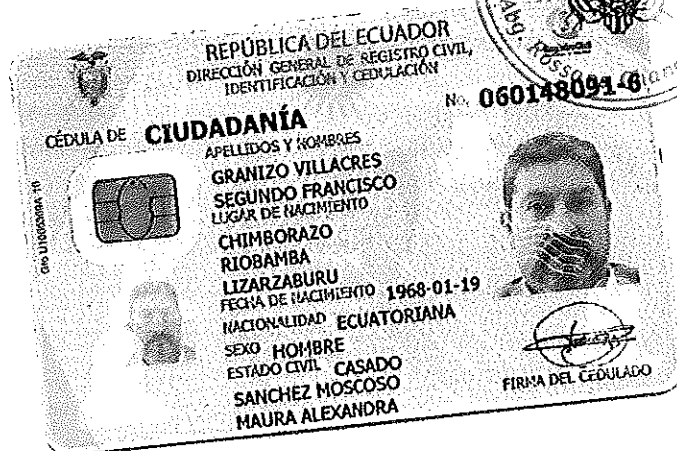 REPÚBLICA DEL ECUADOR
DIRECCIÓN GENERAL DE REGISTRO CIVIL,
IDENTIFICACIÓN Y CEDULACIÓN
CÉDULA DE CIUDADANÍA
No. 060148091-6
APELLIDOS Y NOMBRES
GRANIZO VILLACRES
SEGUNDO FRANCISCO
LUGAR DE NACIMIENTO
CHIMBORAZO
RIOBAMBA
LIZARZABURU
FECHA DE NACIMIENTO 1968-01-19
NACIONALIDAD ECUATORIANA
SEXO HOMBRE
ESTADO CIVIL CASADO
SANCHEZ MOSCOSO
MAURA ALEXANDRA
FIRMA DEL CEDULADO
Abg.